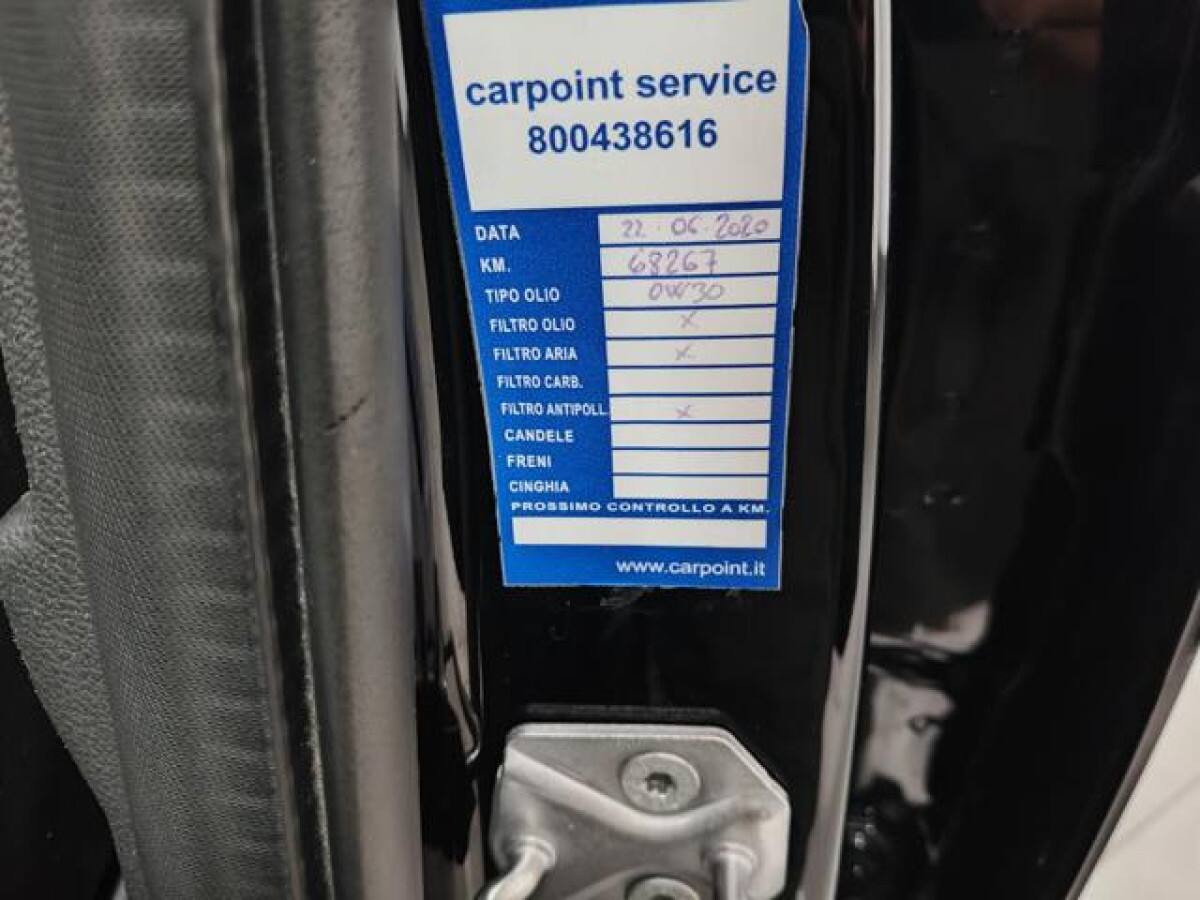 carpoint service
800438616
DATA 22.06.2020
KM. 68267
TIPO OLIO 0W30
FILTRO OLIO X
FILTRO ARIA X
FILTRO CARB.
FILTRO ANTIPOLL. X
CANDELE
FRENI
CINGHIA
PROSSIMO CONTROLLO A KM.
www.carpoint.it